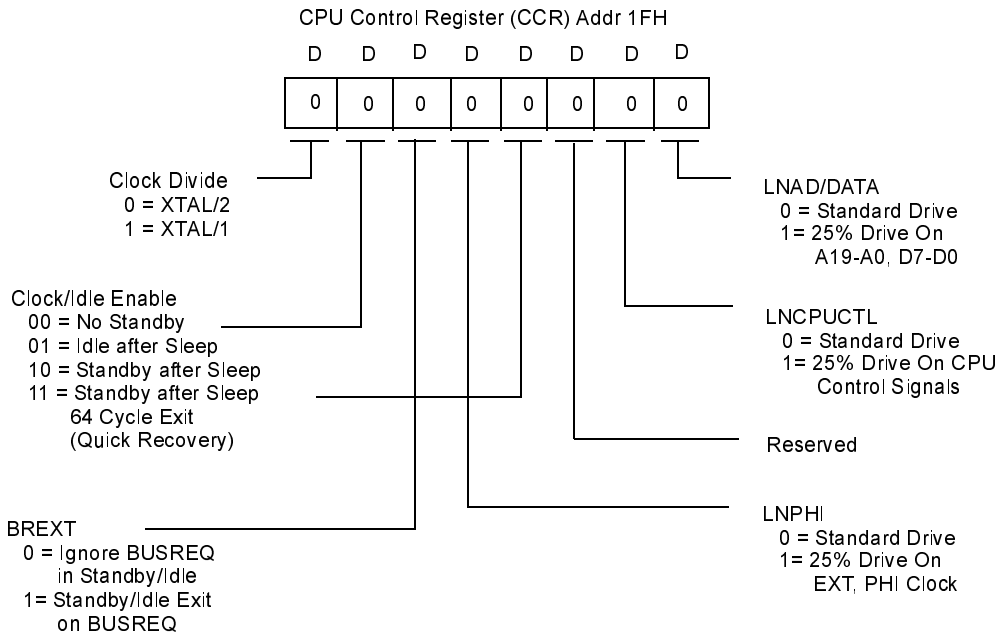 CPU Control Register (CCR) Addr 1FH
D D D D D D D D
0 0 0 0 0 0 0 0
Clock Divide
0 = XTAL/2
1 = XTAL/1
Clock/Idle Enable
00 = No Standby
01 = Idle after Sleep
10 = Standby after Sleep
11 = Standby after Sleep
64 Cycle Exit
(Quick Recovery)
BREXT
0 = Ignore BUSREQ
in Standby/Idle
1= Standby/Idle Exit
on BUSREQ
LNAD/DATA
0 = Standard Drive
1= 25% Drive On
A19-A0, D7-D0
LNCPUCTL
0 = Standard Drive
1= 25% Drive On CPU
Control Signals
Reserved
LNPHI
0 = Standard Drive
1= 25% Drive On
EXT, PHI Clock